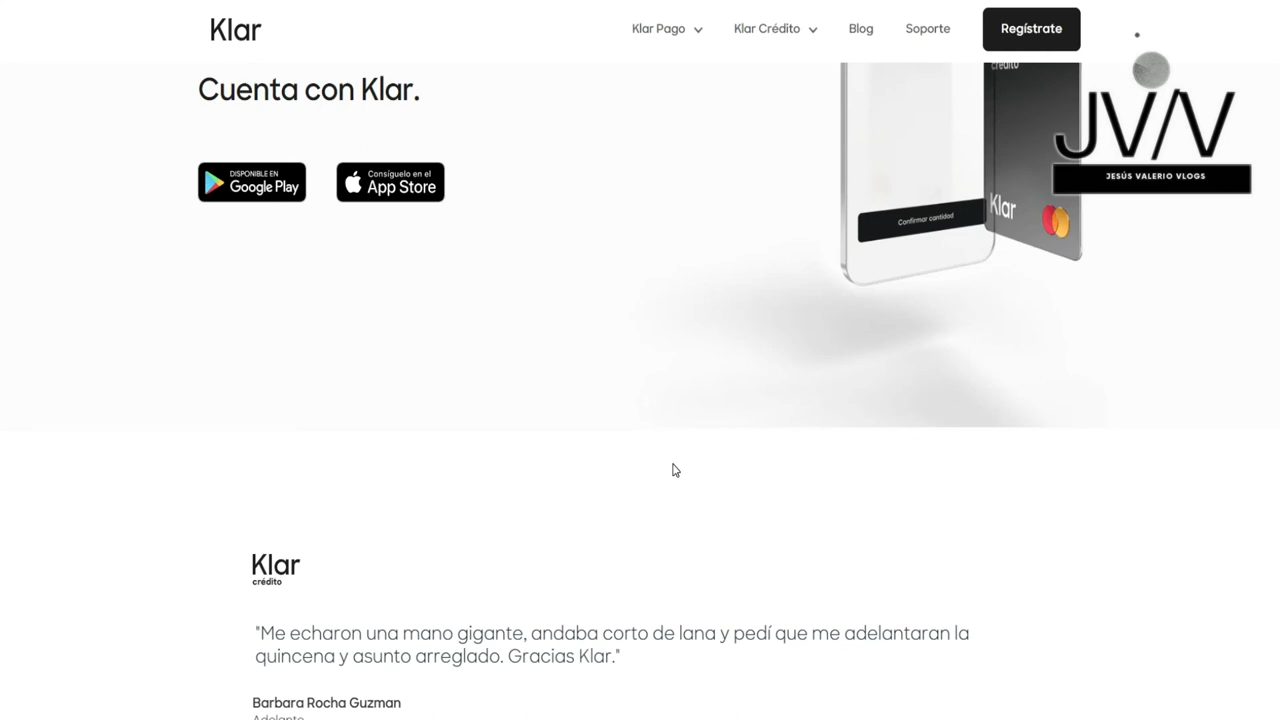 Klar
Klar Pago
Klar Crédito
Blog
Soporte
Regístrate
Cuenta con Klar.
DISPONIBLE EN
Google Play
Consíguelo en el
App Store
crédito
Confirmar cantidad
Klar
JV/V
JESÚS VALERIO VLOGS
Klar
crédito
"Me echaron una mano gigante, andaba corto de lana y pedí que me adelantaran la
quincena y asunto arreglado. Gracias Klar."
Barbara Rocha Guzman
Adelanto